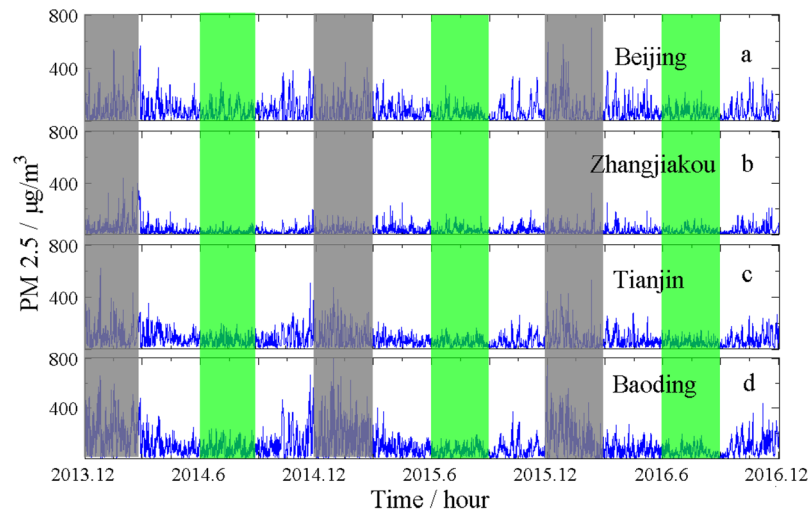 800
400
Beijing
a
800
400
Zhangjiakou
b
800
400
Tianjin
c
800
400
Baoding
d
PM 2.5 / μg/m³
2013.12 2014.6 2014.12 2015.6 2015.12 2016.6 2016.12
Time / hour